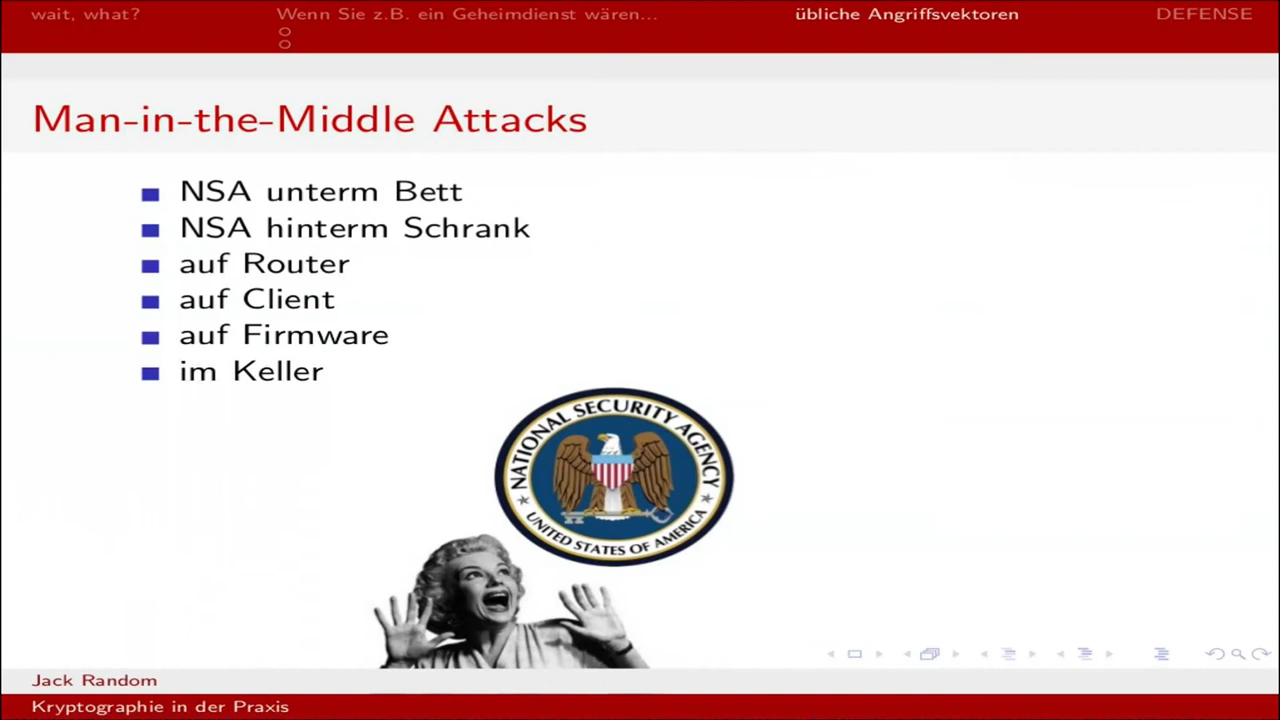 wait, what?
Wenn Sie z.B. ein Geheimdienst wären...
übliche Angriffsvektoren
DEFENSE
Man-in-the-Middle Attacks
NSA unterm Bett
NSA hinterm Schrank
auf Router
auf Client
auf Firmware
im Keller
NATIONAL SECURITY AGENCY
UNITED STATES OF AMERICA
Jack Random
Kryptographie in der Praxis